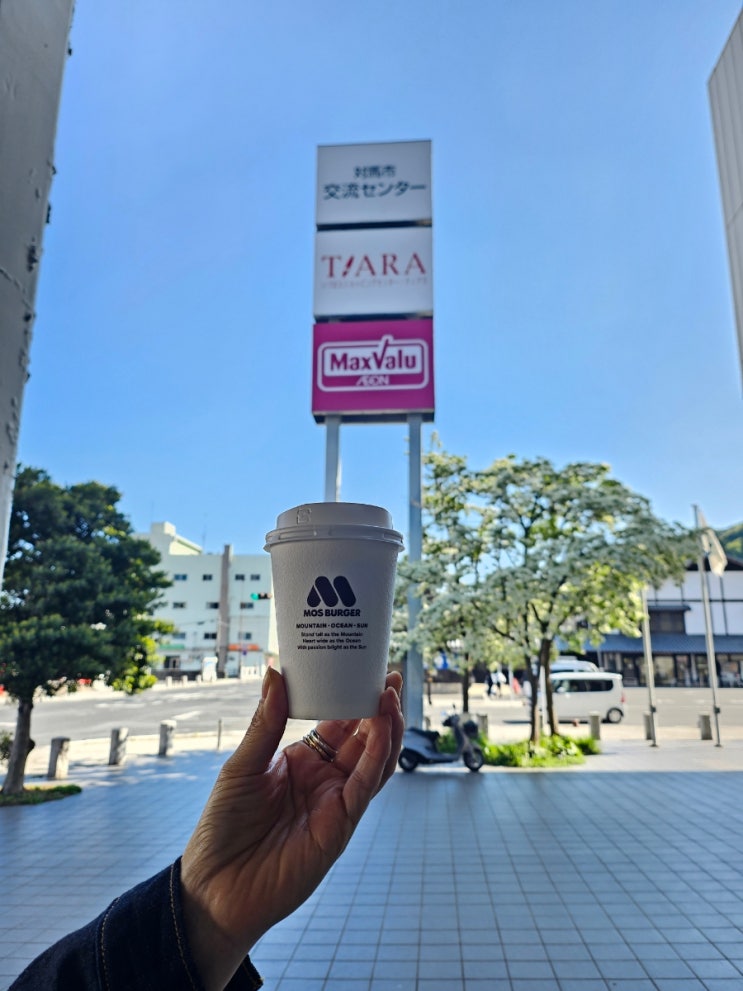 対馬市
交流センター
TIARA
MaxValu
ÆON
MOS BURGER
MOUNTAIN・OCEAN・SUN
Stand tall as the Mountain
Heart wide as the Ocean
With passion bright as the Sun